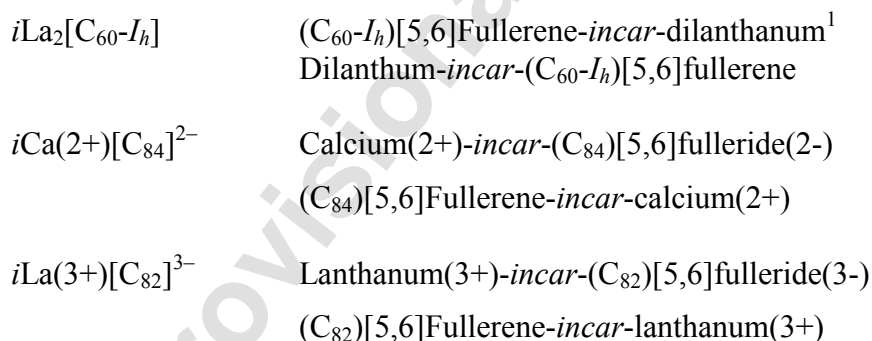 iLa₂[C₆₀-Iₕ] (C₆₀-Iₕ)[5,6]Fullerene-incar-dilanthanum¹
Dilanthum-incar-(C₆₀-Iₕ)[5,6]fullerene
iCa(2+)[C₈₄]²⁻ Calcium(2+)-incar-(C₈₄)[5,6]fulleride(2-)
(C₈₄)[5,6]Fullerene-incar-calcium(2+)
iLa(3+)[C₈₂]³⁻ Lanthanum(3+)-incar-(C₈₂)[5,6]fulleride(3-)
(C₈₂)[5,6]Fullerene-incar-lanthanum(3+)